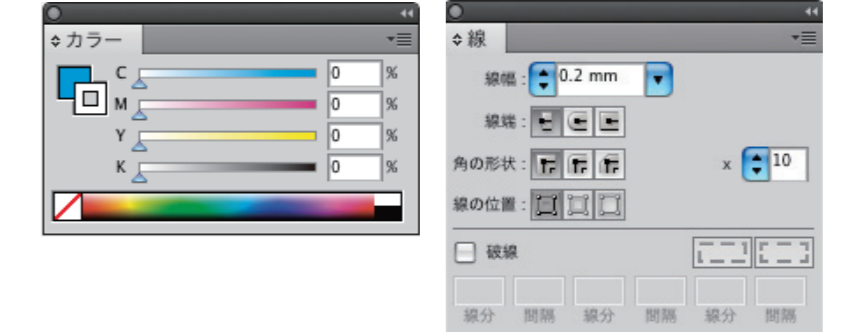 カラー
C 0 %
M 0 %
Y 0 %
K 0 %
線
線幅 : 0.2 mm
線端 :
角の形状 : x 10
線の位置 :
破線
線分 間隔 線分 間隔 線分 間隔